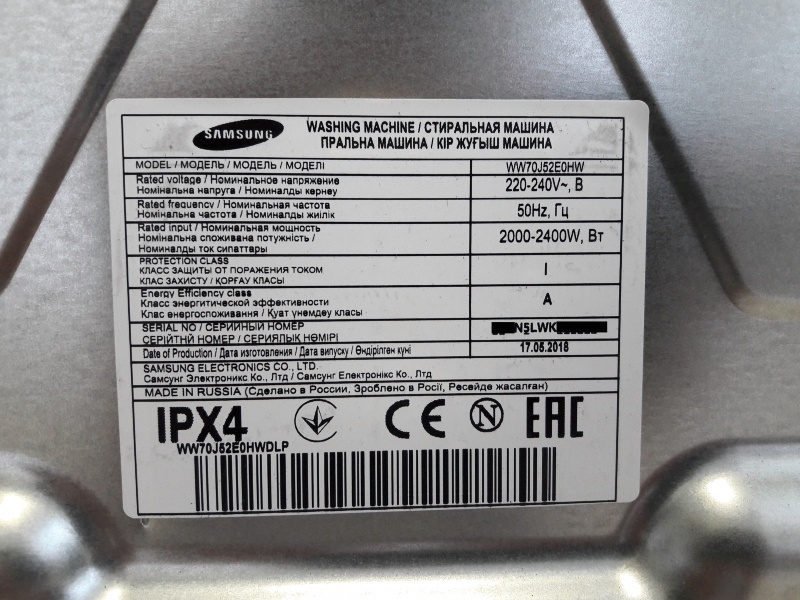 SAMSUNG
WASHING MACHINE / СТИРАЛЬНАЯ МАШИНА
ПРАЛЬНА МАШИНА / КІР ЖУҒЫШ МАШИНА
MODEL / МОДЕЛЬ / МОДЕЛЬ / МОДЕЛІ WW70J52E0HW
Rated voltage / Номинальное напряжение
Номінальна напруга / Номиналды кернеу
220-240V~, В
Rated frequency / Номинальная частота
Номінальна частота / Номиналды жиілік
50Hz, Гц
Rated input / Номинальная мощность
Номінальна споживана потужність /
Номиналды ток сипаттары
2000-2400W, Вт
PROTECTION CLASS
КЛАСС ЗАЩИТЫ ОТ ПОРАЖЕНИЯ ТОКОМ
КЛАС ЗАХИСТУ / ҚОРҒАУ КЛАСЫ
I
Energy Efficiency class
Класс энергетической эффективности
Клас енергоспоживання / Қуат үнемдеу класы
A
SERIAL NO / СЕРИЙНЫЙ НОМЕР
СЕРІЙНІЙ НОМЕР / СЕРИЯЛЫҚ НӨМІРІ
N5LWK
Date of Production / Дата изготовления / Дата випуску / Өндірілген күні 17.05.2018
SAMSUNG ELECTRONICS CO., LTD.
Самсунг Электроникс Ко., Лтд / Самсунг Електронікс Ко., Лтд
MADE IN RUSSIA (Сделано в России, Зроблено в Росії, Ресейде жасалған)
IPX4 CE N EAC
WW70J52E0HWDLP